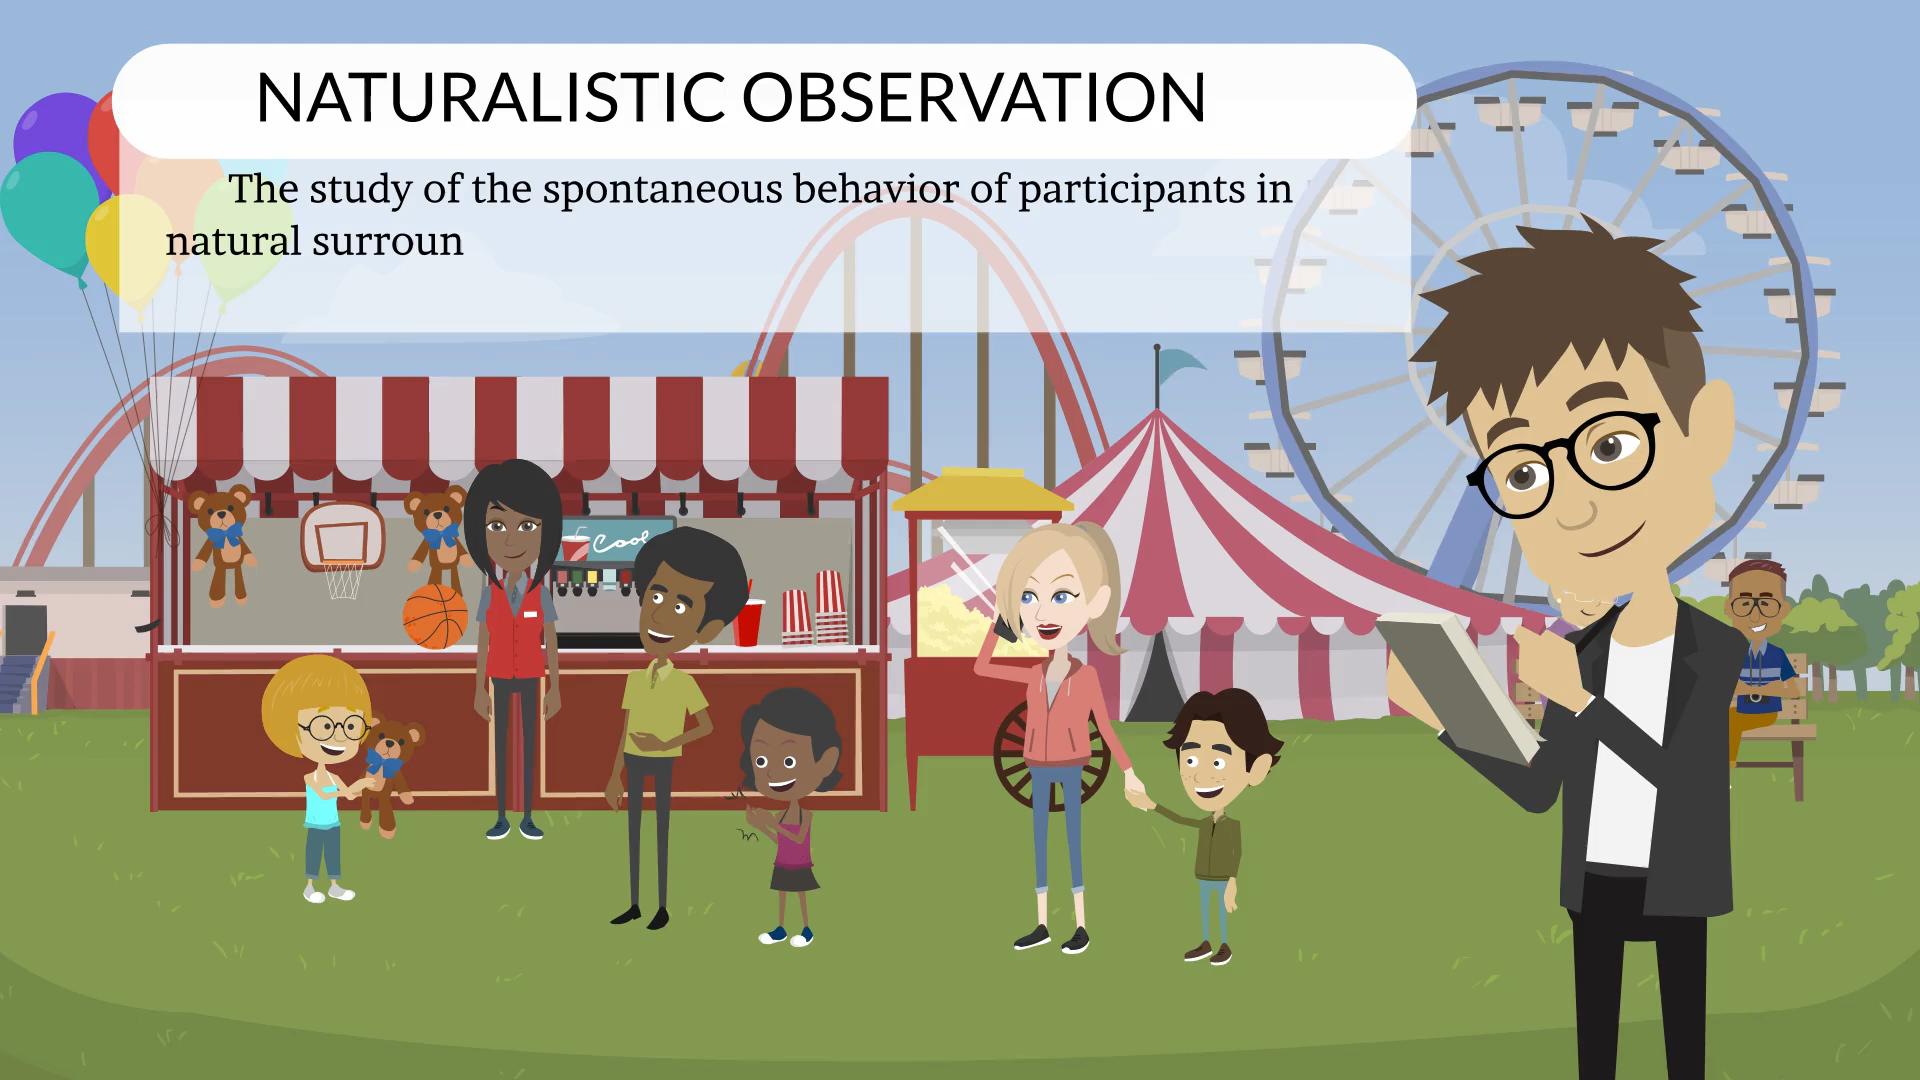 NATURALISTIC OBSERVATION
The study of the spontaneous behavior of participants in
natural surroun
Cool